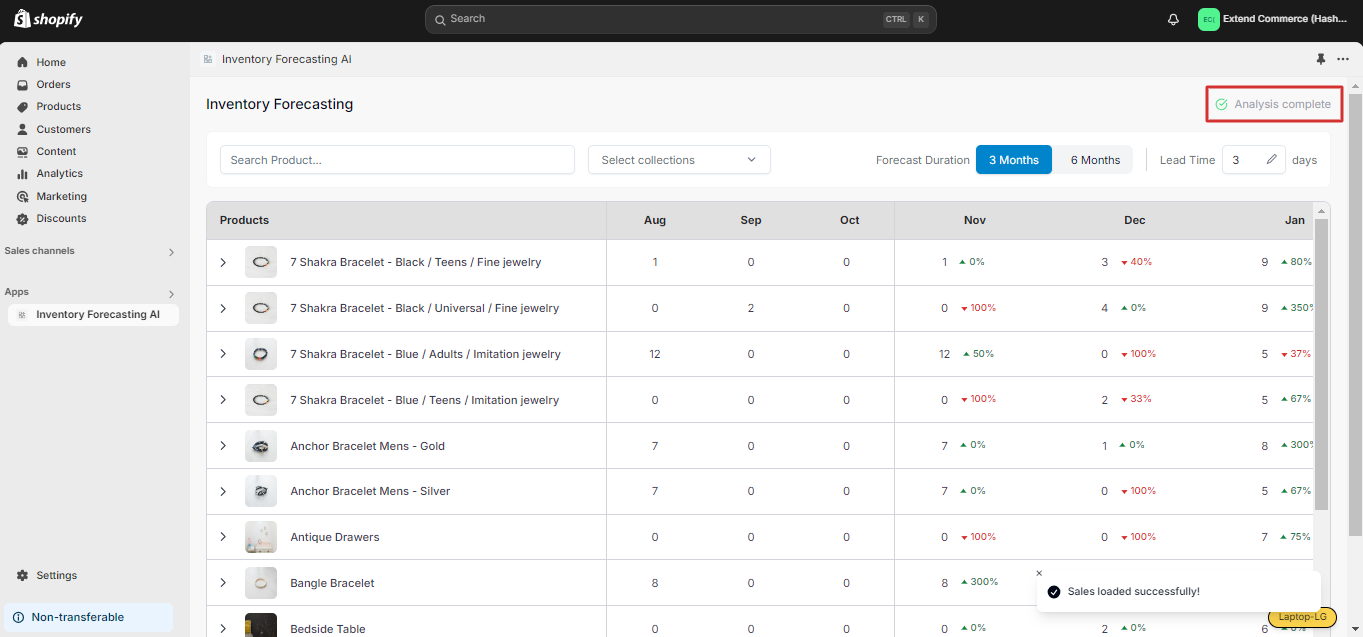 shopify
Search
CTRL K
EC(
Extend Commerce (Hash...
Home
Orders
Products
Customers
Content
Analytics
Marketing
Discounts
Sales channels
Apps
Inventory Forecasting AI
Settings
Non-transferable
Inventory Forecasting AI
Inventory Forecasting
Analysis complete
Search Product...
Select collections
Forecast Duration 3 Months 6 Months Lead Time 3 days
Products Aug Sep Oct Nov Dec Jan
7 Shakra Bracelet - Black / Teens / Fine jewelry 1 0 0 1 0% 3 40% 9 80%
7 Shakra Bracelet - Black / Universal / Fine jewelry 0 2 0 0 100% 4 0% 9 350%
7 Shakra Bracelet - Blue / Adults / Imitation jewelry 12 0 0 12 50% 0 100% 5 37%
7 Shakra Bracelet - Blue / Teens / Imitation jewelry 0 0 0 0 100% 2 33% 5 67%
Anchor Bracelet Mens - Gold 7 0 0 7 0% 1 0% 8 300%
Anchor Bracelet Mens - Silver 7 0 0 7 0% 0 100% 5 67%
Antique Drawers 0 0 0 0 100% 0 100% 7 75%
Bangle Bracelet 8 0 0 8 300%
Bedside Table 0 0 0 0 0% 2 0% 6
Sales loaded successfully!
Laptop-LG